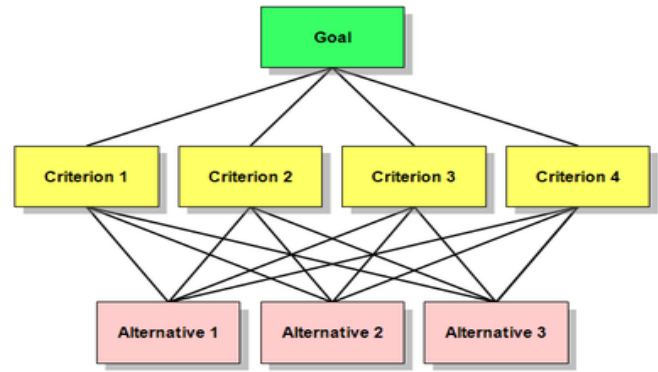 Goal
Criterion 1
Criterion 2
Criterion 3
Criterion 4
Alternative 1
Alternative 2
Alternative 3